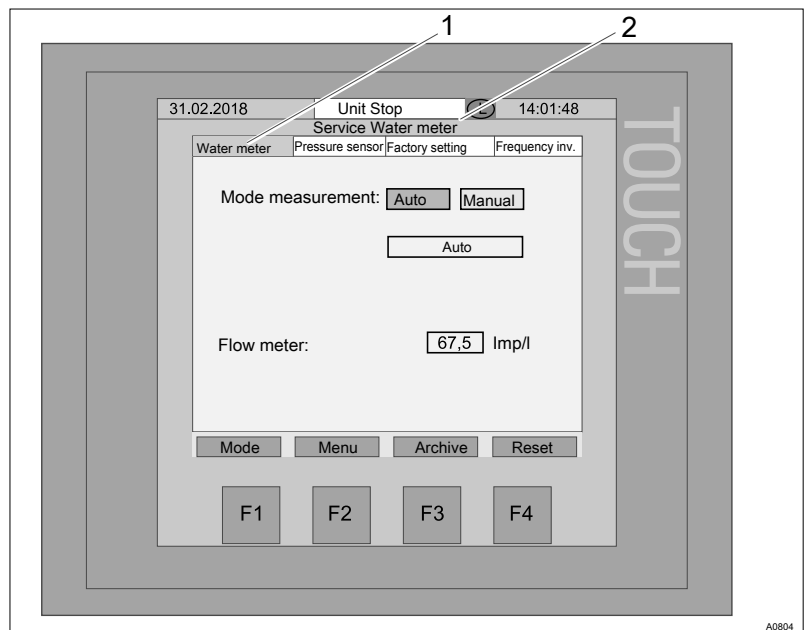 1 2
31.02.2018 Unit Stop L 14:01:48
Service Water meter
Water meter Pressure sensor Factory setting Frequency inv.
Mode measurement: Auto Manual
Auto
Flow meter: 67,5 Imp/l
Mode Menu Archive Reset
F1 F2 F3 F4
TOUCH
A0804